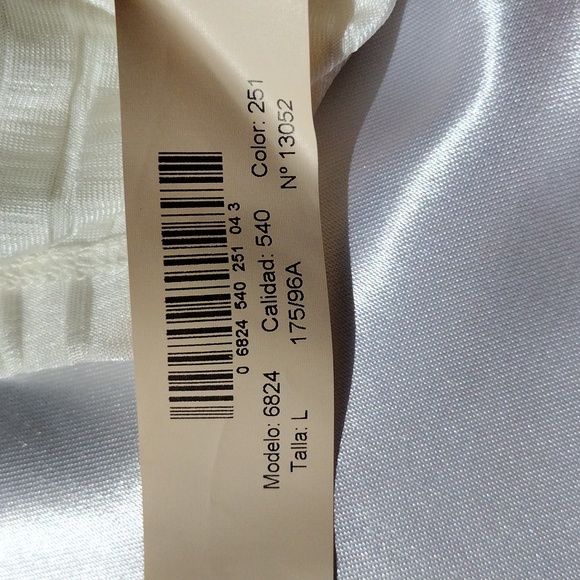 0 6824 540 251 04 3
Modelo: 6824 Calidad: 540 Color: 251
Talla: L 175/96A Nº 13052